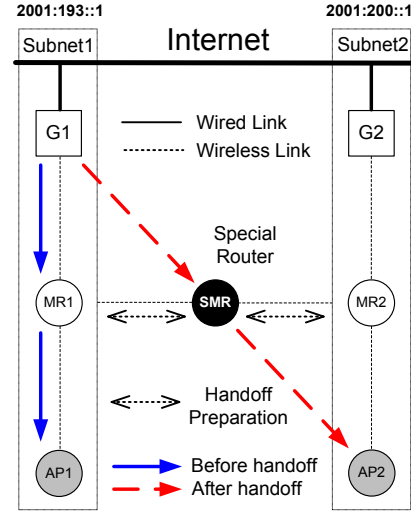 2001:193::1 2001:200::1
Subnet1 Internet Subnet2
G1 G2
Wired Link
Wireless Link
Special
Router
MR1 SMR MR2
Handoff
Preparation
AP1 AP2
Before handoff
After handoff